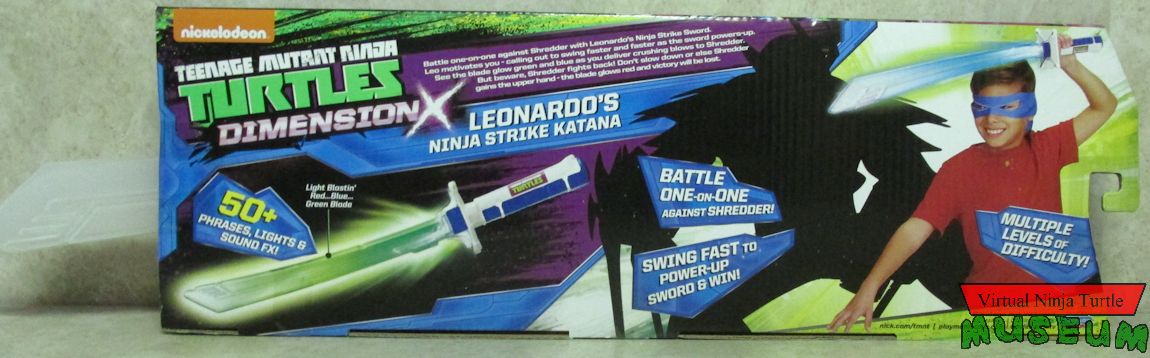 nickelodeon
TEENAGE MUTANT NINJA
TURTLES
DIMENSION X
Battle one-on-one against Shredder with Leonardo's Ninja Strike Sword.
Leo motivates you - calling out to swing faster and faster as the sword powers-up.
See the blade glow green and blue as you deliver crushing blows to Shredder.
But beware, Shredder fights back! Don't slow down or else Shredder
gains the upper hand - the blade glows red and victory will be lost.
LEONARDO'S
NINJA STRIKE KATANA
50+
PHRASES, LIGHTS &
SOUND FX!
Light Blastin'
Red...Blue...
Green Blade
TURTLES
BATTLE
ONE-ON-ONE
AGAINST SHREDDER!
SWING FAST TO
POWER-UP
SWORD & WIN!
MULTIPLE
LEVELS OF
DIFFICULTY!
nick.com/tmnt |
Virtual Ninja Turtle
MUSEUM